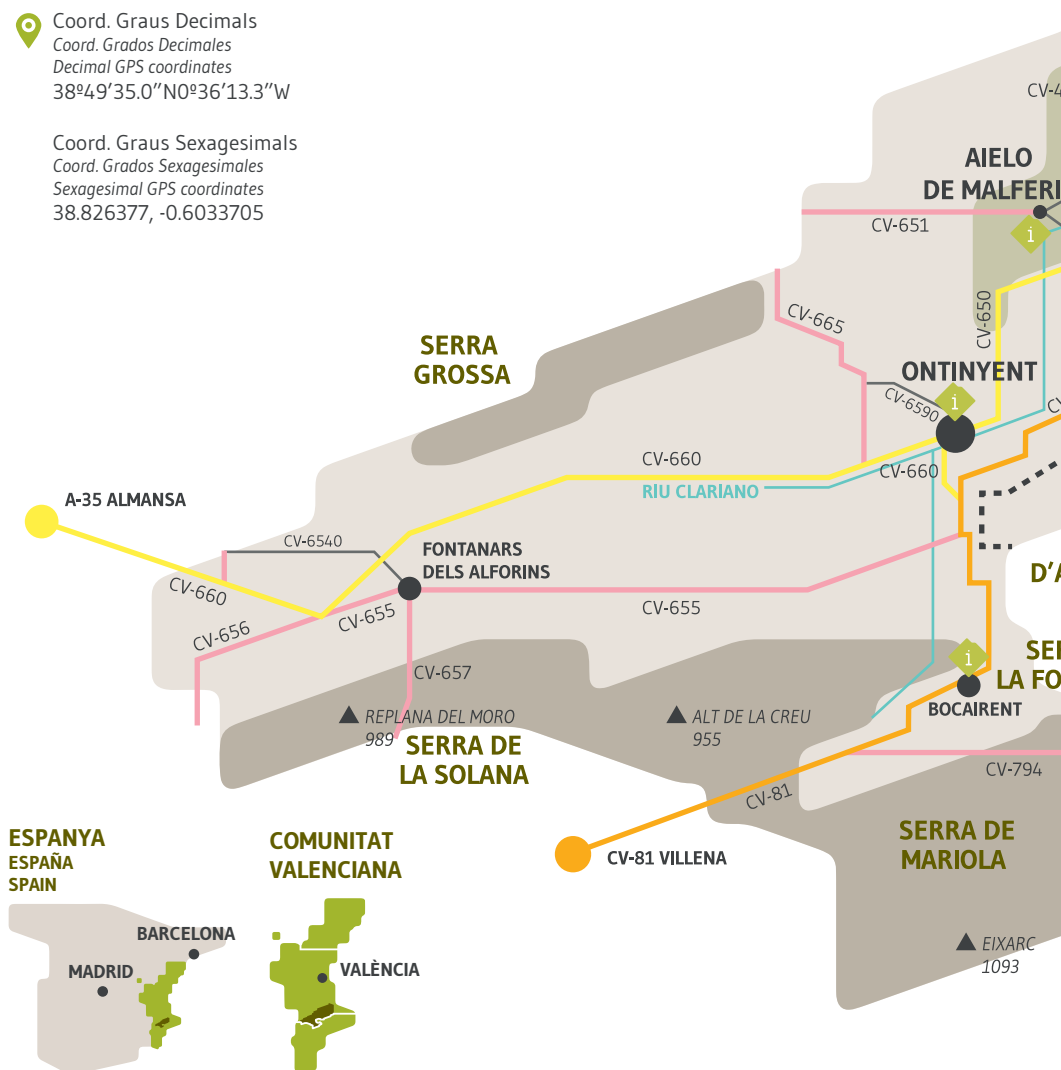 Coord. Graus Decimals
Coord. Grados Decimales
Decimal GPS coordinates
38º49’35.0’’N0º36’13.3’’W
Coord. Graus Sexagesimals
Coord. Grados Sexagesimales
Sexagesimal GPS coordinates
38.826377, -0.6033705
CV-4
AIELO
DE MALFERI
CV-651
i
CV-650
CV-665
SERRA
GROSSA
ONTINYENT
i
CV-6590
CV-660
CV-660
RIU CLARIANO
A-35 ALMANSA
CV-6540
FONTANARS
DELS ALFORINS
CV-660
CV-656
CV-655
CV-655
D’A
CV-657
i
LA FO
BOCAIRENT
REPLANA DEL MORO
989
ALT DE LA CREU
955
SERRA DE
LA SOLANA
CV-794
CV-81
CV-81 VILLENA
SERRA DE
MARIOLA
EIXARC
1093
ESPANYA
ESPAÑA
SPAIN
BARCELONA
MADRID
COMUNITAT
VALENCIANA
VALÈNCIA